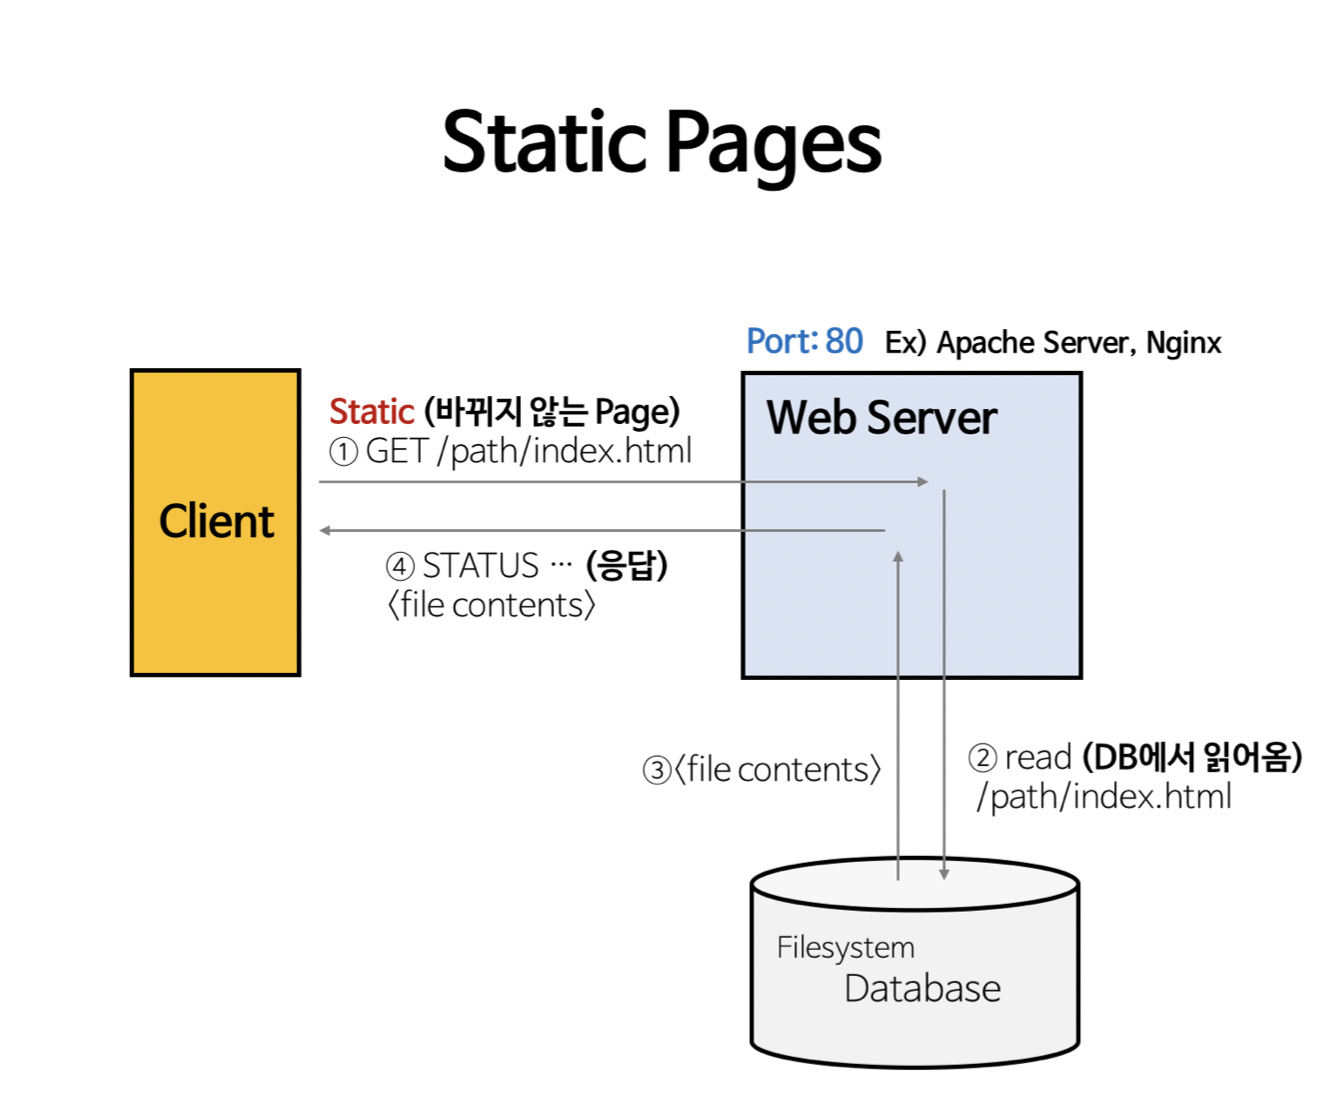 Static Pages
Port: 80 Ex) Apache Server, Nginx
Static (바뀌지 않는 Page)
① GET /path/index.html
Web Server
Client
④ STATUS ··· (응답)
〈file contents〉
③〈file contents〉
② read (DB에서 읽어옴)
/path/index.html
Filesystem
Database